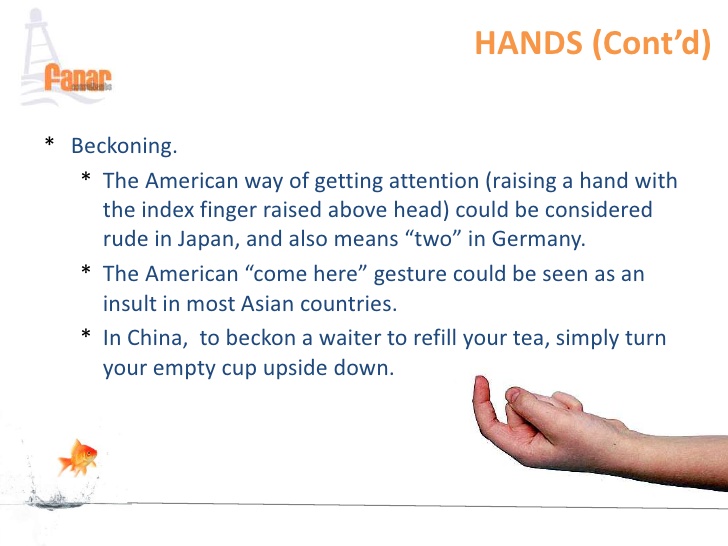 HANDS (Cont’d)
fanar
* Beckoning.
* The American way of getting attention (raising a hand with
the index finger raised above head) could be considered
rude in Japan, and also means “two” in Germany.
* The American “come here” gesture could be seen as an
insult in most Asian countries.
* In China,  to beckon a waiter to refill your tea, simply turn
your empty cup upside down.